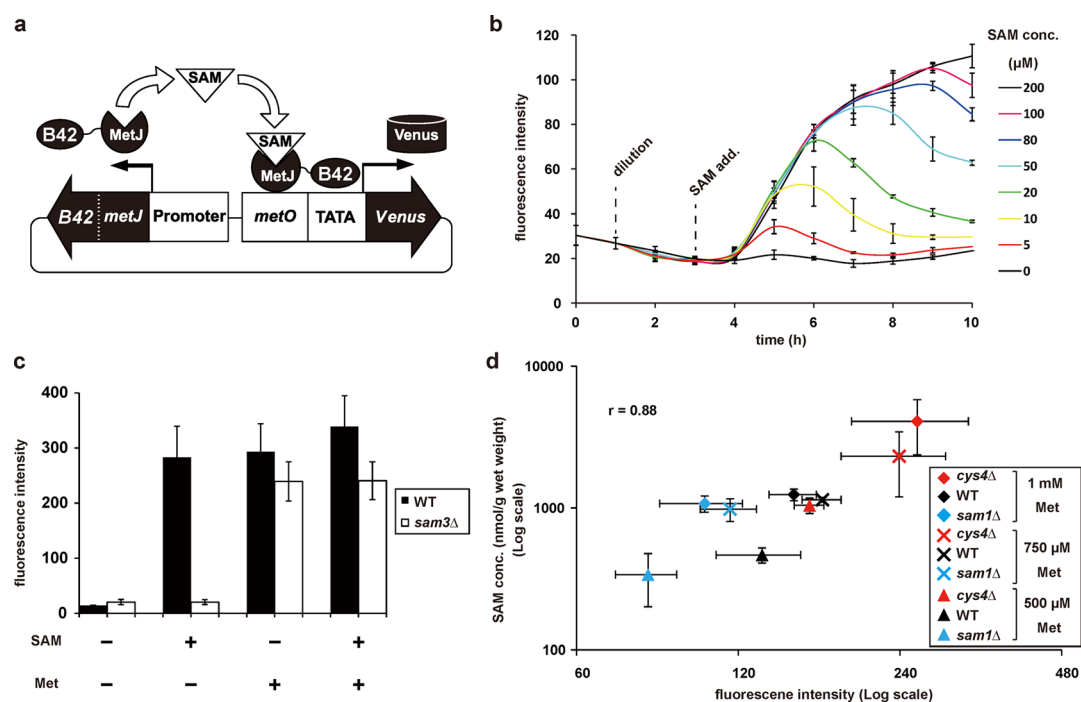 a
SAM
B42
MetJ
SAM
MetJ
B42
Venus
B42
metJ
Promoter
metO
TATA
Venus
b
fluorescence intensity
120
100
80
60
40
20
0
dilution
SAM add.
0
2
4
6
8
10
time (h)
SAM conc.
(µM)
200
100
80
50
20
10
5
0
c
fluorescence intensity
400
300
200
100
0
WT
sam3Δ
SAM − + − +
Met − − + +
d
SAM conc. (nmol/g wet weight)
(Log scale)
1000
1000
100
r = 0.88
cys4Δ
WT
sam1Δ
1 mM
Met
cys4Δ
WT
sam1Δ
750 µM
Met
cys4Δ
WT
sam1Δ
500 µM
Met
60
120
240
480
fluorescene intensity (Log scale)